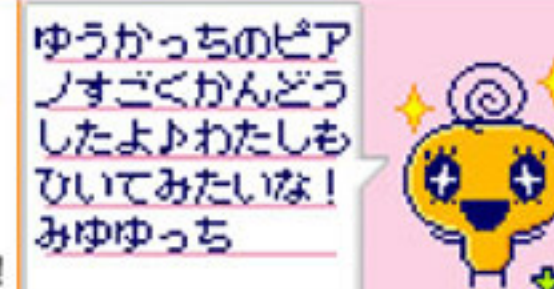 ゆうかっちのピア
ノすごくかんどう
したよ♪わたしも
ひいてみたいな！
みゆゆっち